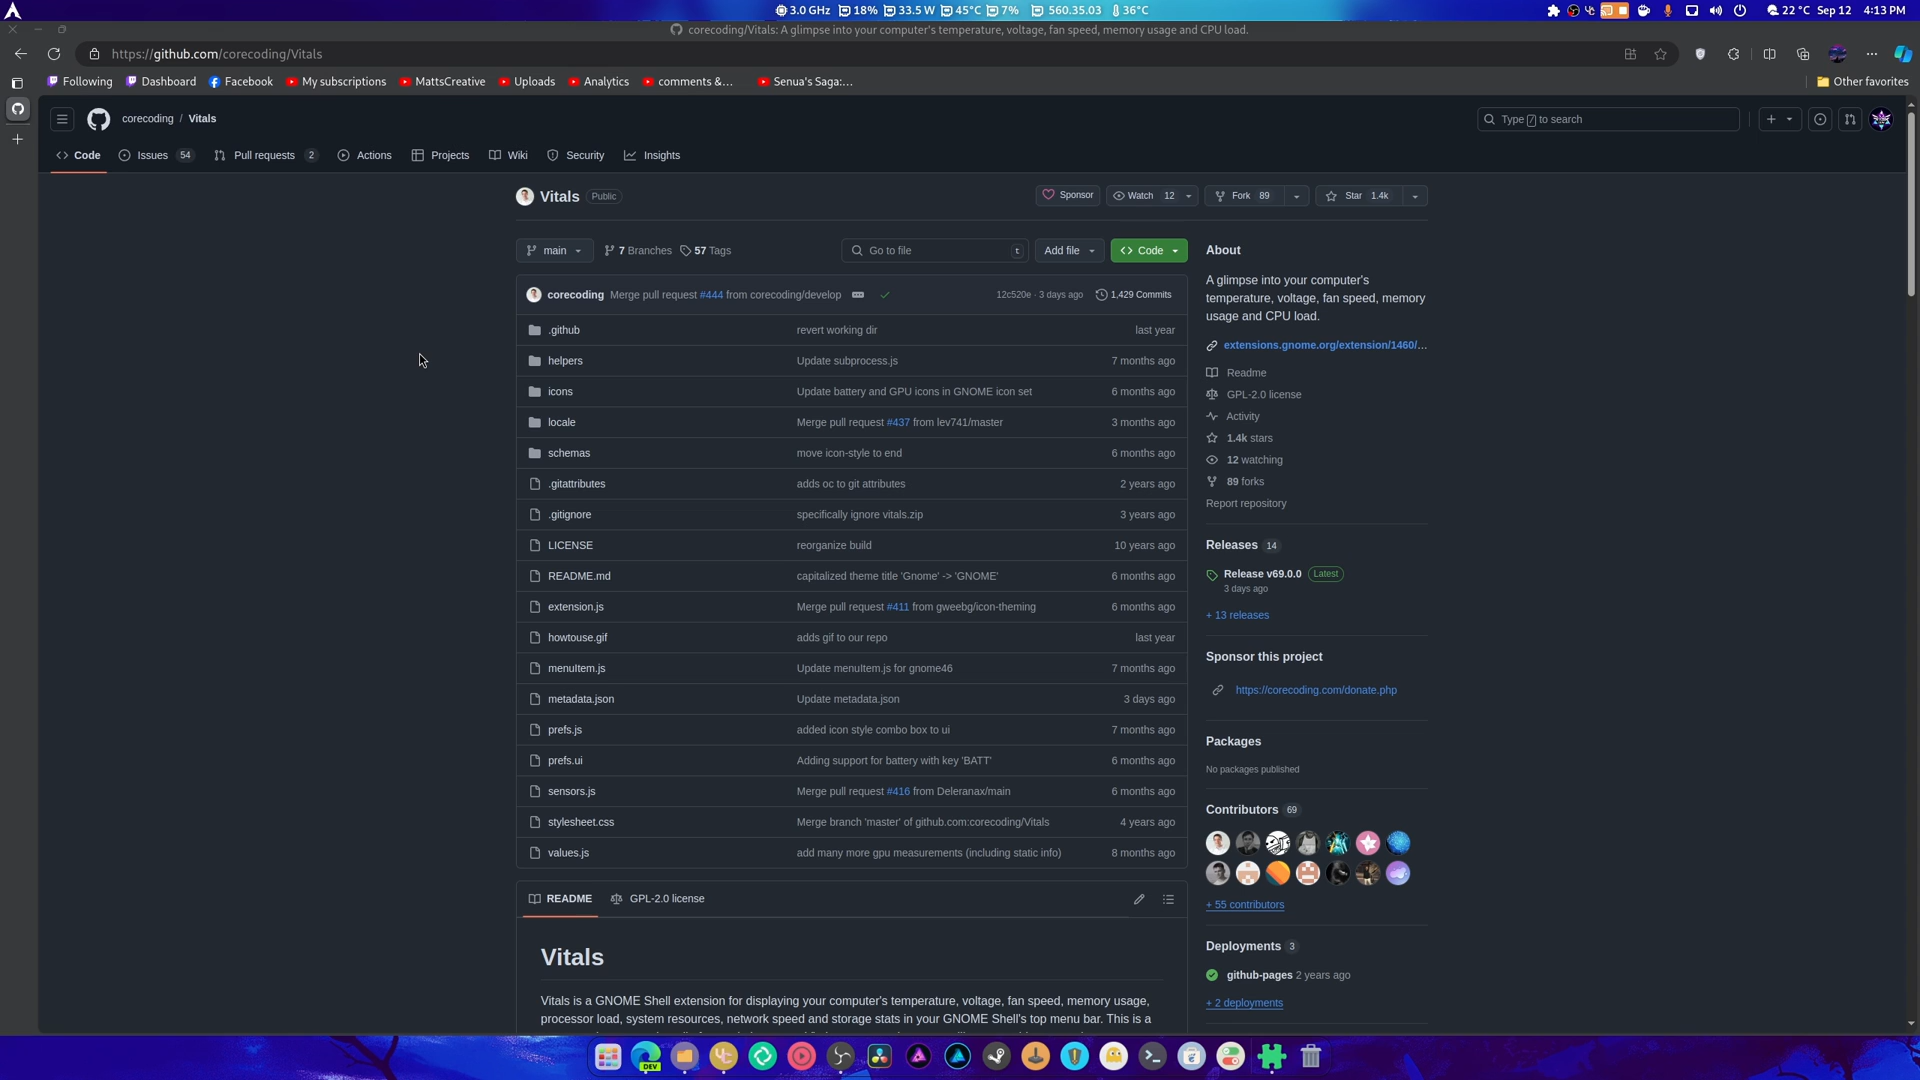 3.0 GHz 18% 33.5 W 45°C 7% 560.35.03 36°C
22 °C Sep 12 4:13 PM
corecoding/Vitals: A glimpse into your computer's temperature, voltage, fan speed, memory usage and CPU load.
https://github.com/corecoding/Vitals
Following Dashboard Facebook My subscriptions MattsCreative Uploads Analytics comments &... Senua's Saga:... Other favorites
corecoding / Vitals
Type / to search
Code Issues 54 Pull requests 2 Actions Projects Wiki Security Insights
Vitals Public
Sponsor Watch 12 Fork 89 Star 1.4k
main 7 Branches 57 Tags Go to file t Add file Code
corecoding Merge pull request #444 from corecoding/develop 12c520e · 3 days ago 1,429 Commits
.github revert working dir last year
helpers Update subprocess.js 7 months ago
icons Update battery and GPU icons in GNOME icon set 6 months ago
locale Merge pull request #437 from lev741/master 3 months ago
schemas move icon-style to end 6 months ago
.gitattributes adds oc to git attributes 2 years ago
.gitignore specifically ignore vitals.zip 3 years ago
LICENSE reorganize build 10 years ago
README.md capitalized theme title 'Gnome' -> 'GNOME' 6 months ago
extension.js Merge pull request #411 from gweebg/icon-theming 6 months ago
howtouse.gif adds gif to our repo last year
menuItem.js Update menuItem.js for gnome46 7 months ago
metadata.json Update metadata.json 3 days ago
prefs.js added icon style combo box to ui 7 months ago
prefs.ui Adding support for battery with key 'BATT' 6 months ago
sensors.js Merge pull request #416 from Deleranax/main 6 months ago
stylesheet.css Merge branch 'master' of github.com:corecoding/Vitals 4 years ago
values.js add many more gpu measurements (including static info) 8 months ago
README GPL-2.0 license
Vitals
Vitals is a GNOME Shell extension for displaying your computer's temperature, voltage, fan speed, memory usage,
processor load, system resources, network speed and storage stats in your GNOME Shell's top menu bar. This is a
About
A glimpse into your computer's
temperature, voltage, fan speed, memory
usage and CPU load.
extensions.gnome.org/extension/1460/...
Readme
GPL-2.0 license
Activity
1.4k stars
12 watching
89 forks
Report repository
Releases 14
Release v69.0.0 Latest
3 days ago
+ 13 releases
Sponsor this project
https://corecoding.com/donate.php
Packages
No packages published
Contributors 69
+ 55 contributors
Deployments 3
github-pages 2 years ago
+ 2 deployments
DEV